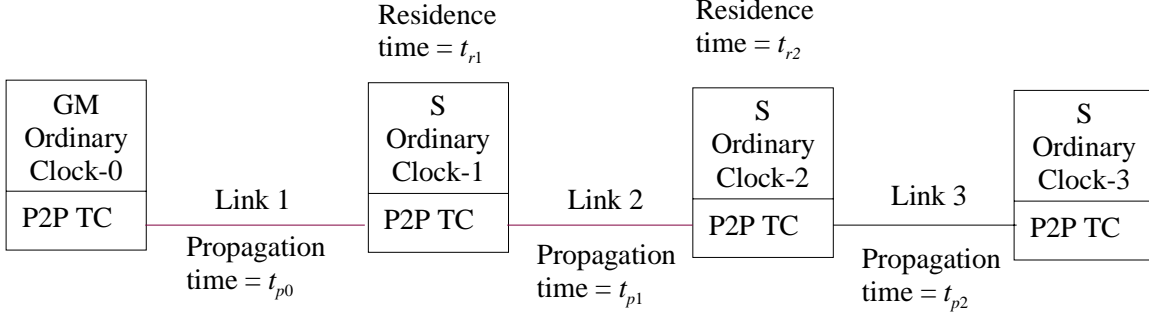 Residence
time = t_r1
Residence
time = t_r2
GM
Ordinary
Clock-0
P2P TC
Link 1
Propagation
time = t_p0
S
Ordinary
Clock-1
P2P TC
Link 2
Propagation
time = t_p1
S
Ordinary
Clock-2
P2P TC
Link 3
Propagation
time = t_p2
S
Ordinary
Clock-3
P2P TC